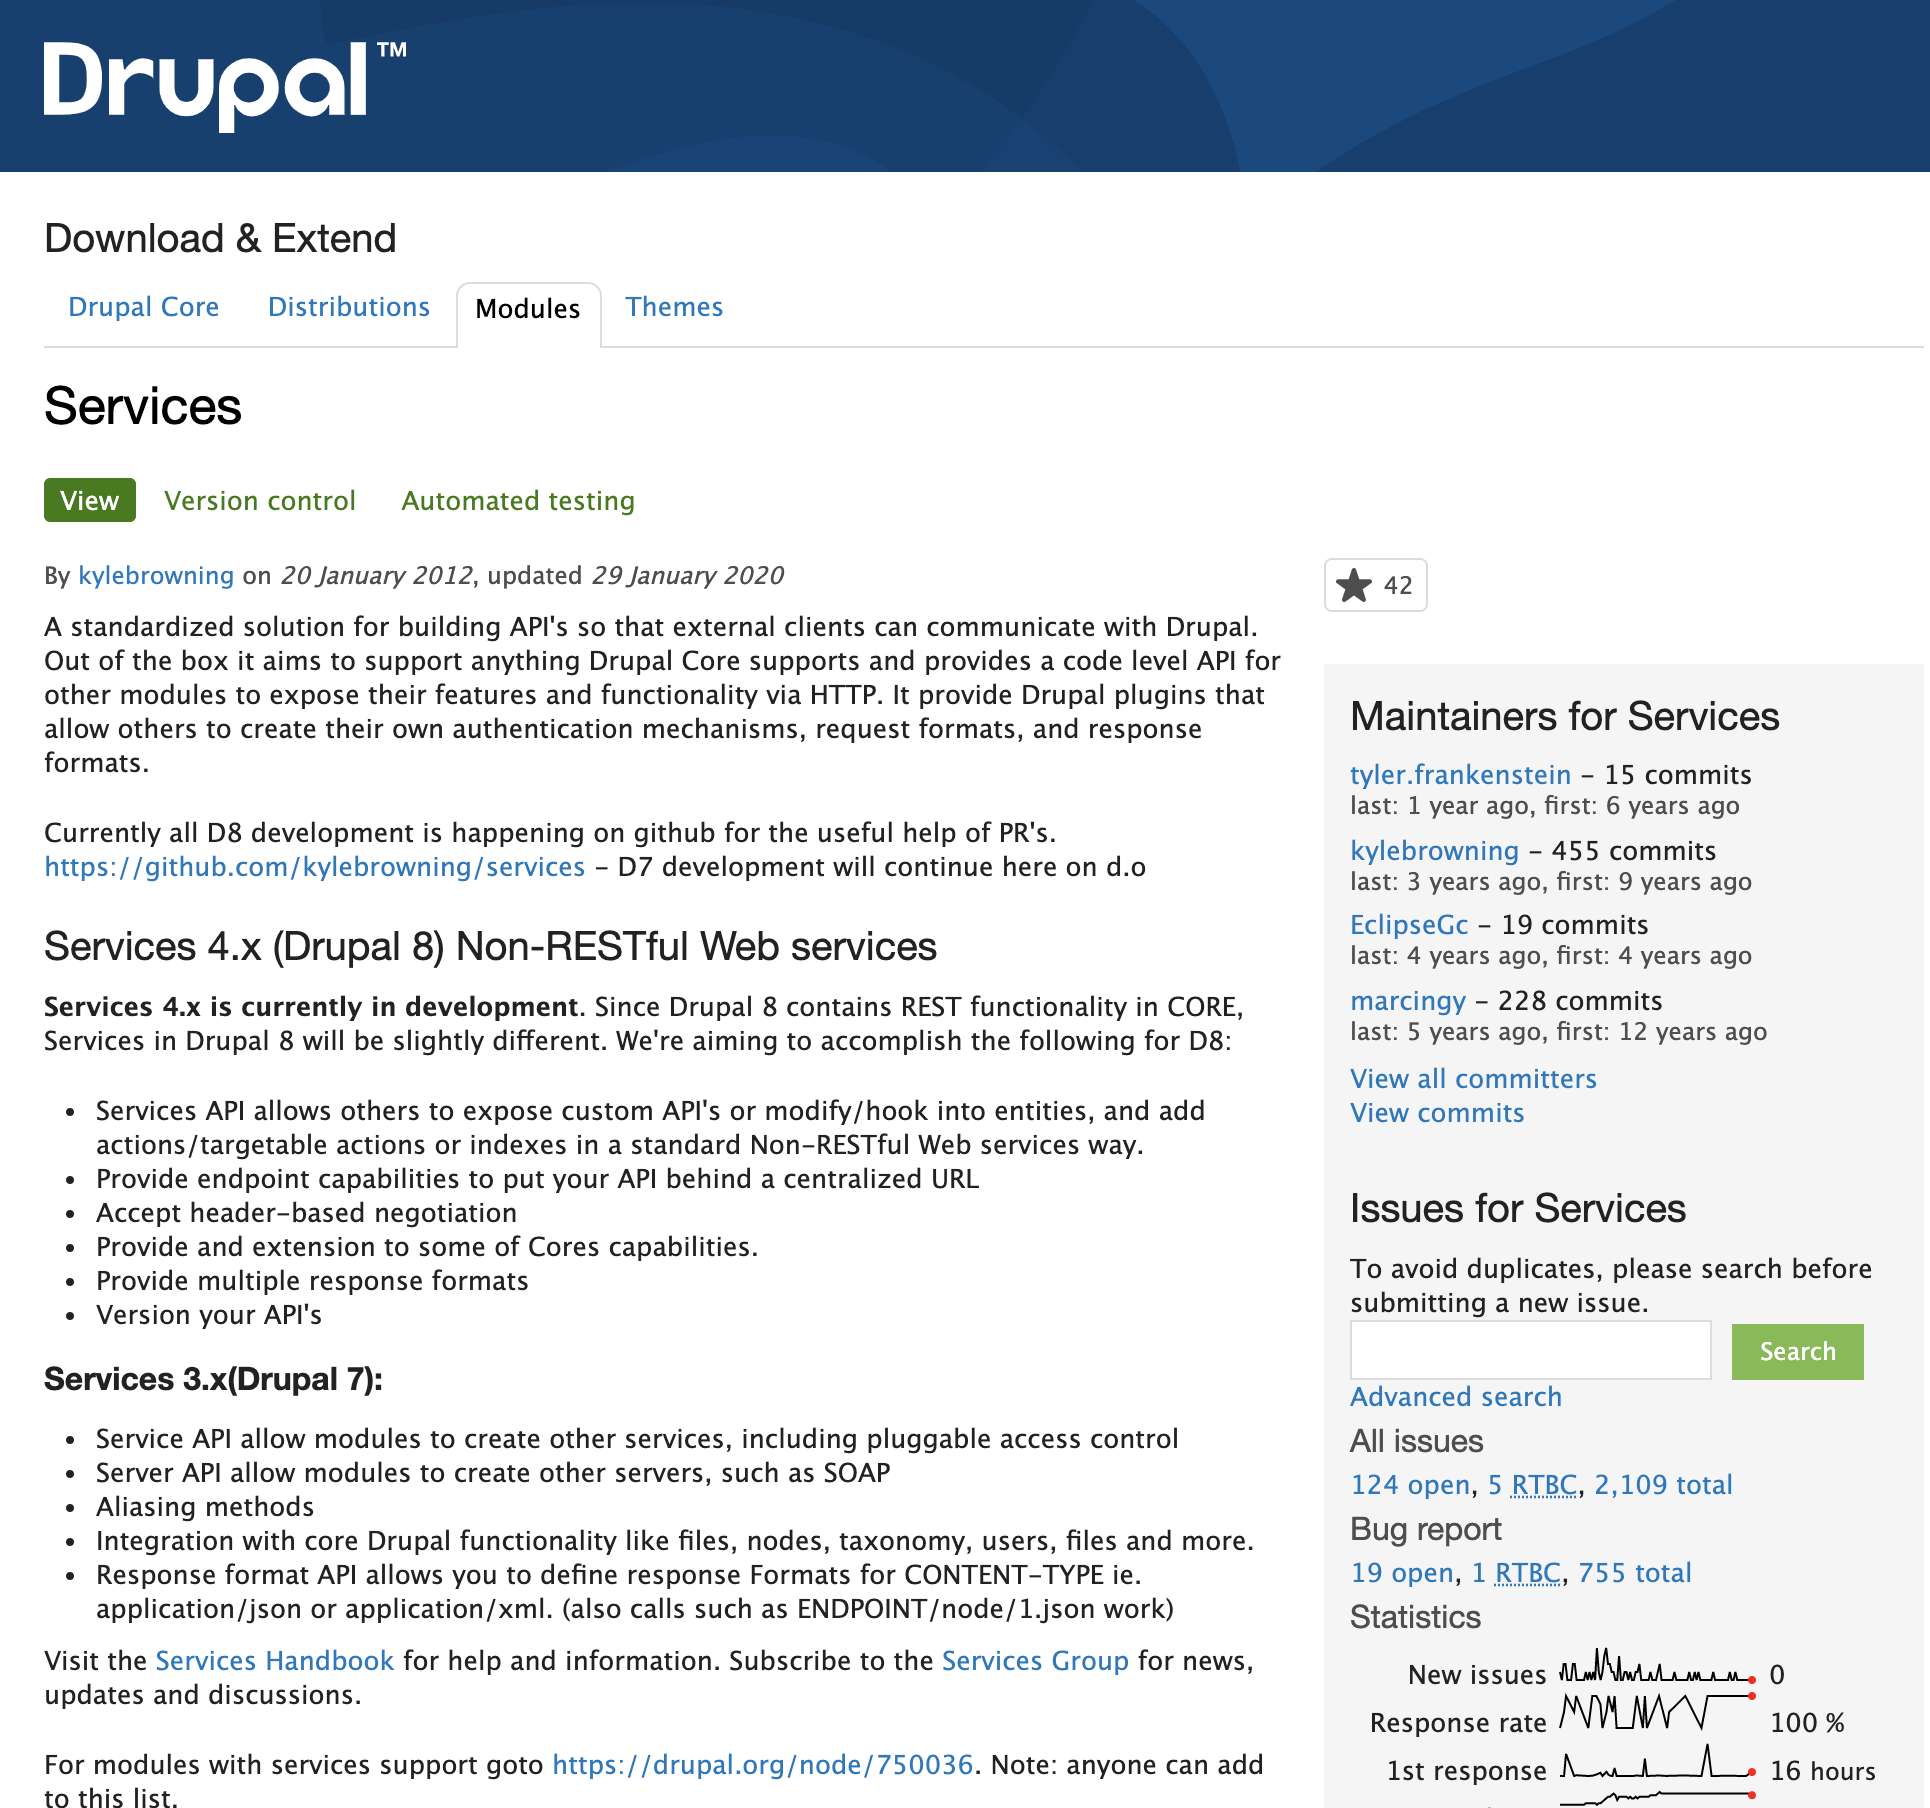 Drupal™
Download & Extend
Drupal Core
Distributions
Modules
Themes
Services
View
Version control
Automated testing
By kylebrowning on 20 January 2012, updated 29 January 2020
A standardized solution for building API's so that external clients can communicate with Drupal.
Out of the box it aims to support anything Drupal Core supports and provides a code level API for
other modules to expose their features and functionality via HTTP. It provide Drupal plugins that
allow others to create their own authentication mechanisms, request formats, and response
formats.
Currently all D8 development is happening on github for the useful help of PR's.
https://github.com/kylebrowning/services – D7 development will continue here on d.o
Services 4.x (Drupal 8) Non-RESTful Web services
Services 4.x is currently in development. Since Drupal 8 contains REST functionality in CORE,
Services in Drupal 8 will be slightly different. We're aiming to accomplish the following for D8:
• Services API allows others to expose custom API's or modify/hook into entities, and add
actions/targetable actions or indexes in a standard Non-RESTful Web services way.
• Provide endpoint capabilities to put your API behind a centralized URL
• Accept header-based negotiation
• Provide and extension to some of Cores capabilities.
• Provide multiple response formats
• Version your API's
Services 3.x(Drupal 7):
• Service API allow modules to create other services, including pluggable access control
• Server API allow modules to create other servers, such as SOAP
• Aliasing methods
• Integration with core Drupal functionality like files, nodes, taxonomy, users, files and more.
• Response format API allows you to define response Formats for CONTENT-TYPE ie.
application/json or application/xml. (also calls such as ENDPOINT/node/1.json work)
Visit the Services Handbook for help and information. Subscribe to the Services Group for news,
updates and discussions.
For modules with services support goto https://drupal.org/node/750036. Note: anyone can add
to this list.
42
Maintainers for Services
tyler.frankenstein – 15 commits
last: 1 year ago, first: 6 years ago
kylebrowning – 455 commits
last: 3 years ago, first: 9 years ago
EclipseGc – 19 commits
last: 4 years ago, first: 4 years ago
marcingy – 228 commits
last: 5 years ago, first: 12 years ago
View all committers
View commits
Issues for Services
To avoid duplicates, please search before
submitting a new issue.
Search
Advanced search
All issues
124 open, 5 RTBC, 2,109 total
Bug report
19 open, 1 RTBC, 755 total
Statistics
New issues 0
Response rate 100 %
1st response 16 hours